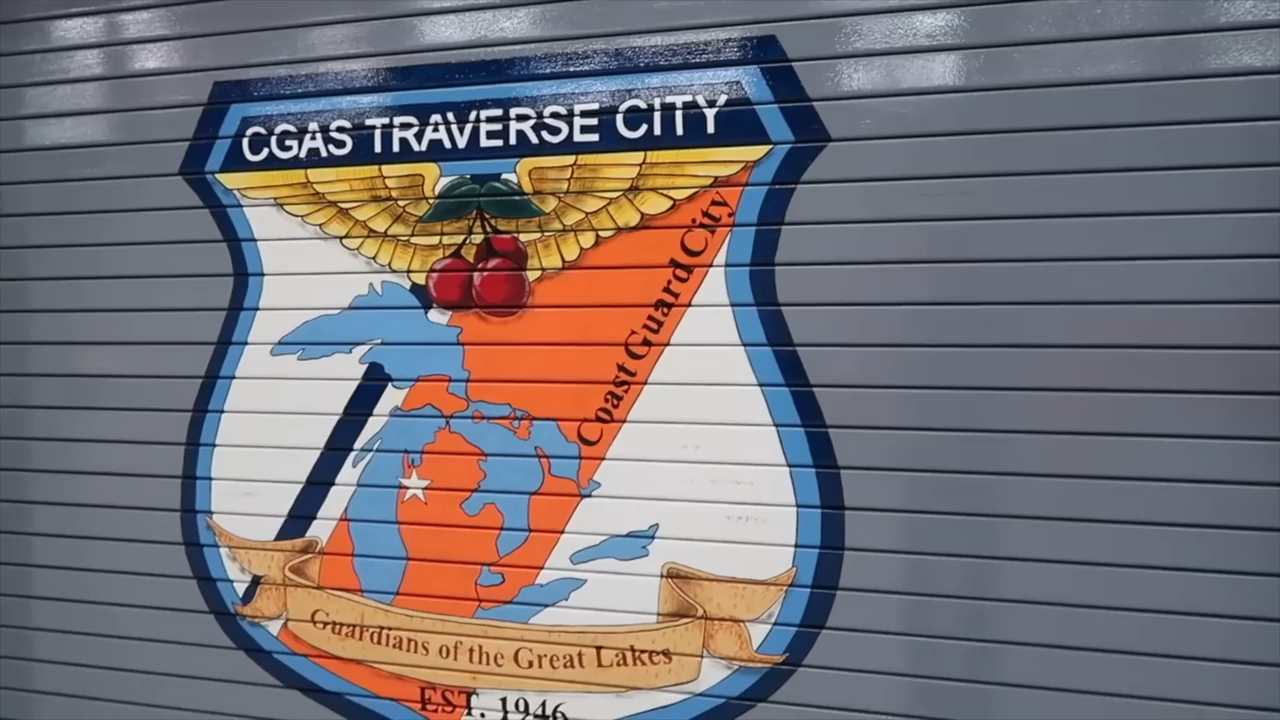 CGAS TRAVERSE CITY
Coast Guard City
Guardians of the Great Lakes
EST. 1946